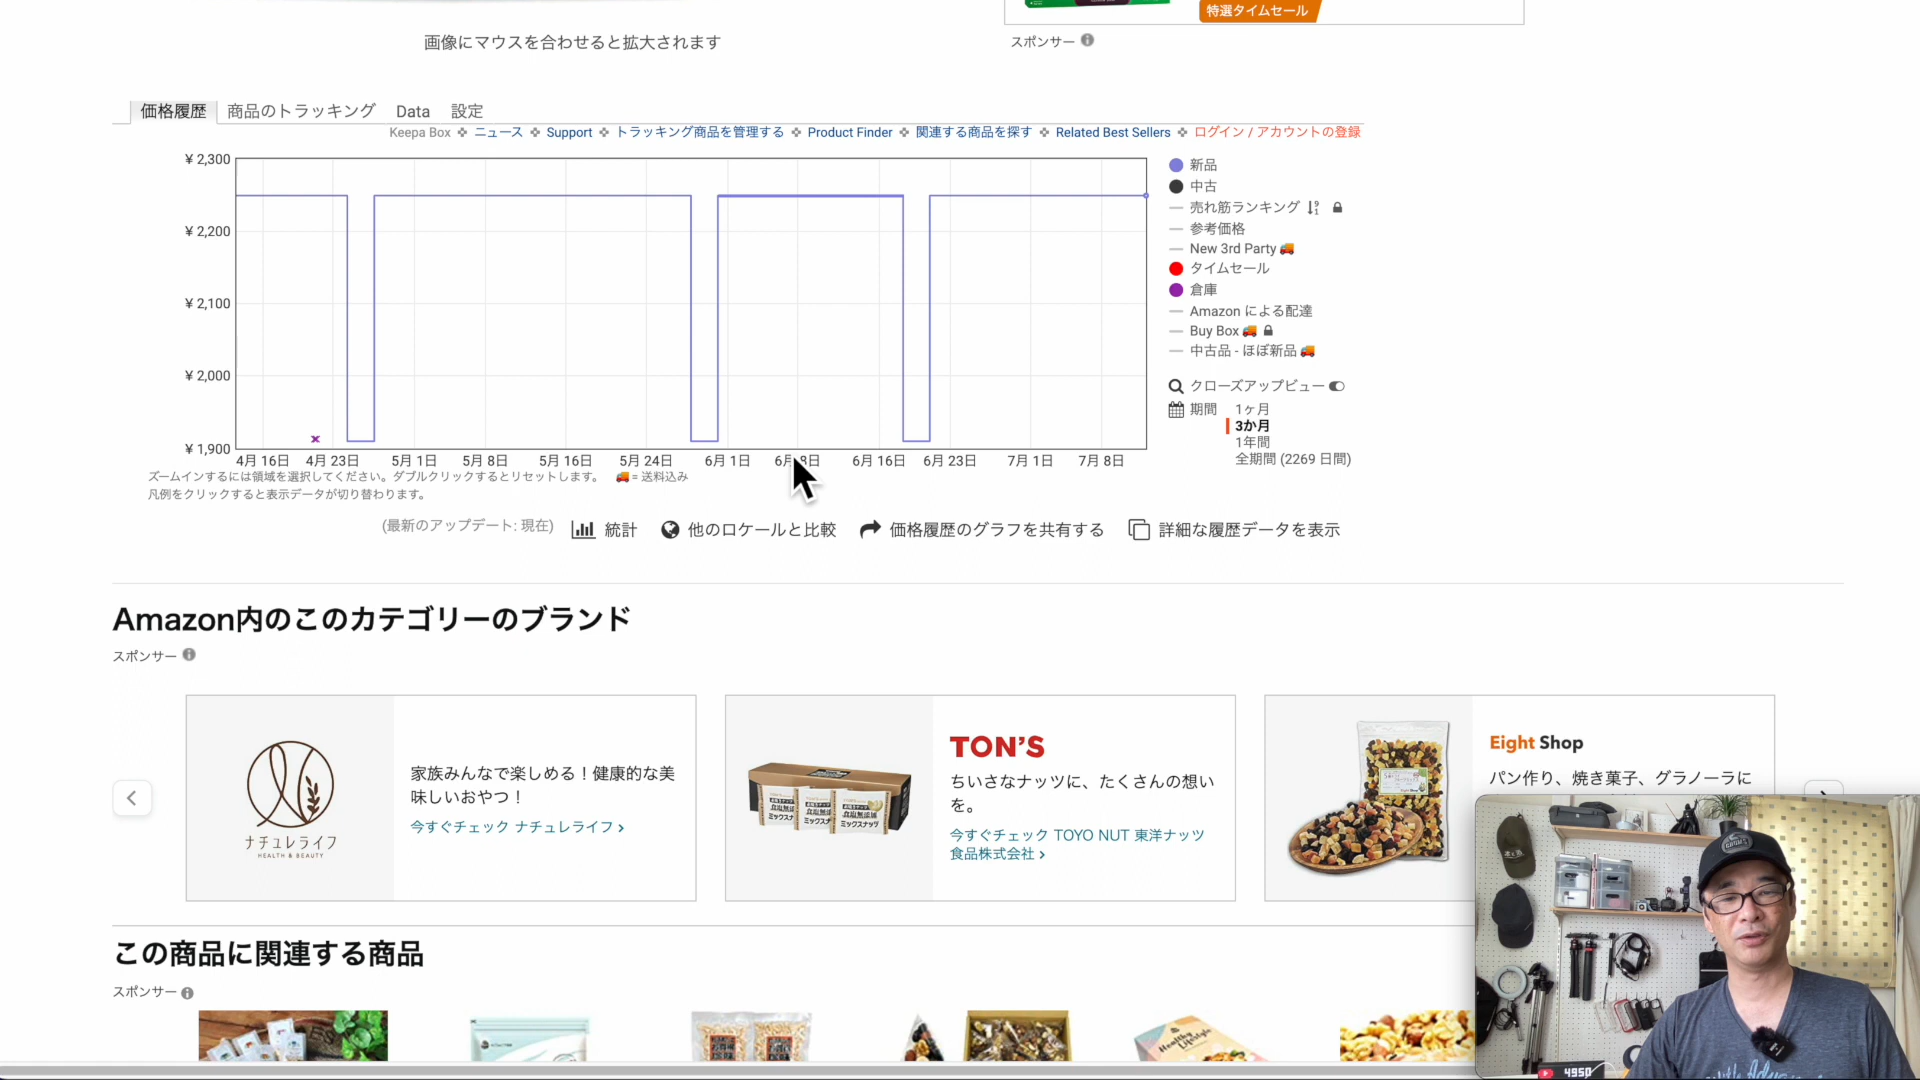 特選タイムセール
画像にマウスを合わせると拡大されます
スポンサー
価格履歴 商品のトラッキング Data 設定
Keepa Box ニュース Support トラッキング商品を管理する Product Finder 関連する商品を探す Related Best Sellers ログイン / アカウントの登録
¥ 2,300
¥ 2,200
¥ 2,100
¥ 2,000
¥ 1,900
4月 16日 4月 23日 5月 1日 5月 8日 5月 16日 5月 24日 6月 1日 6月 8日 6月 16日 6月 23日 7月 1日 7月 8日
新品
中古
売れ筋ランキング
参考価格
New 3rd Party
タイムセール
倉庫
Amazon による配達
Buy Box
中古品 - ほぼ新品
クローズアップビュー
期間 1ヶ月
3か月
1年間
全期間 (2269 日間)
ズームインするには領域を選択してください。ダブルクリックするとリセットします。 = 送料込み
凡例をクリックすると表示データが切り替わります。
(最新のアップデート: 現在) 統計 他のロケールと比較 価格履歴のグラフを共有する 詳細な履歴データを表示
Amazon内のこのカテゴリーのブランド
スポンサー
ナチュレライフ
HEALTH & BEAUTY
家族みんなで楽しめる！健康的な美
味しいおやつ！
今すぐチェック ナチュレライフ ›
食塩無添加
ミックスナッツ
TON'S
ちいさなナッツに、たくさんの想い
を。
今すぐチェック TOYO NUT 東洋ナッツ
食品株式会社 ›
Eight Shop
パン作り、焼き菓子、グラノーラに
この商品に関連する商品
スポンサー
Healthy
Lifestyle
4950